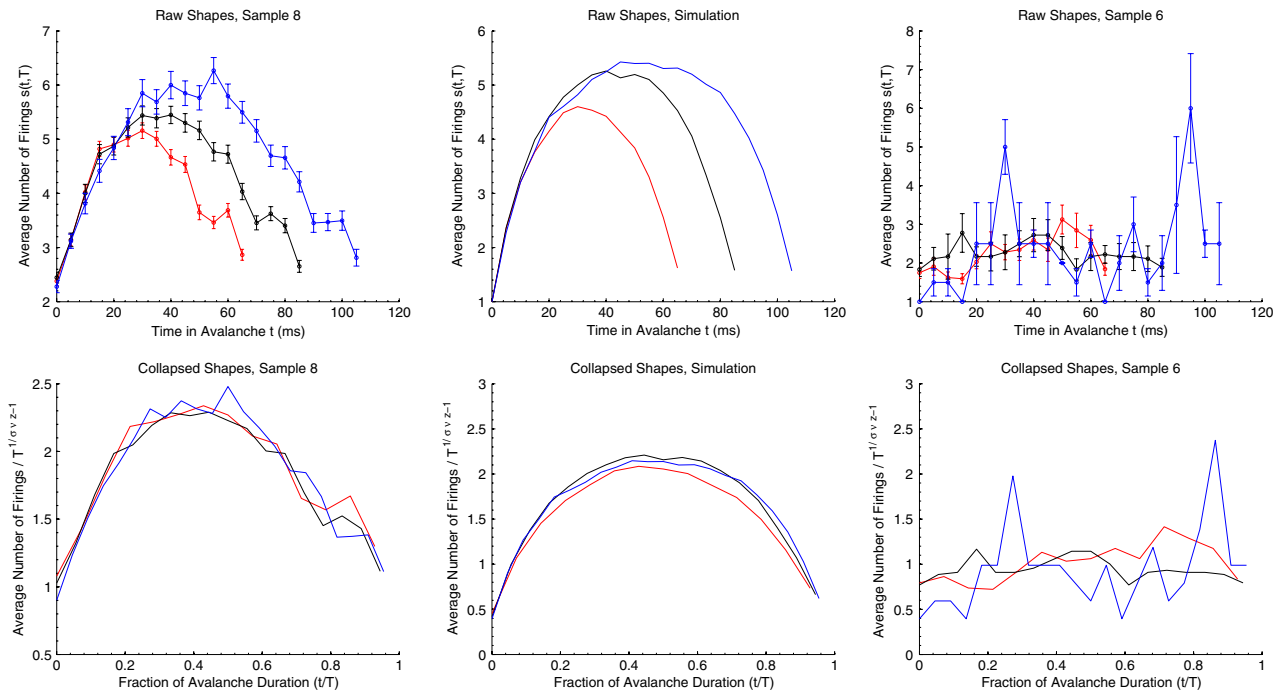 Raw Shapes, Sample 8
7
6
5
4
3
2
Average Number of Firings s(t,T)
0 20 40 60 80 100 120
Time in Avalanche t (ms)
Raw Shapes, Simulation
6
5
4
3
2
1
Average Number of Firings s(t,T)
0 20 40 60 80 100 120
Time in Avalanche t (ms)
Raw Shapes, Sample 6
8
7
6
5
4
3
2
1
Average Number of Firings s(t,T)
0 20 40 60 80 100 120
Time in Avalanche t (ms)
Collapsed Shapes, Sample 8
2.5
2
1.5
1
0.5
Average Number of Firings / T^1/σ ν z−1
0 0.2 0.4 0.6 0.8 1
Fraction of Avalanche Duration (t/T)
Collapsed Shapes, Simulation
3
2.5
2
1.5
1
0.5
0
Average Number of Firings / T^1/σ ν z−1
0 0.2 0.4 0.6 0.8 1
Fraction of Avalanche Duration (t/T)
Collapsed Shapes, Sample 6
3
2.5
2
1.5
1
0.5
0
Average Number of Firings / T^1/σ ν z−1
0 0.2 0.4 0.6 0.8 1
Fraction of Avalanche Duration (t/T)